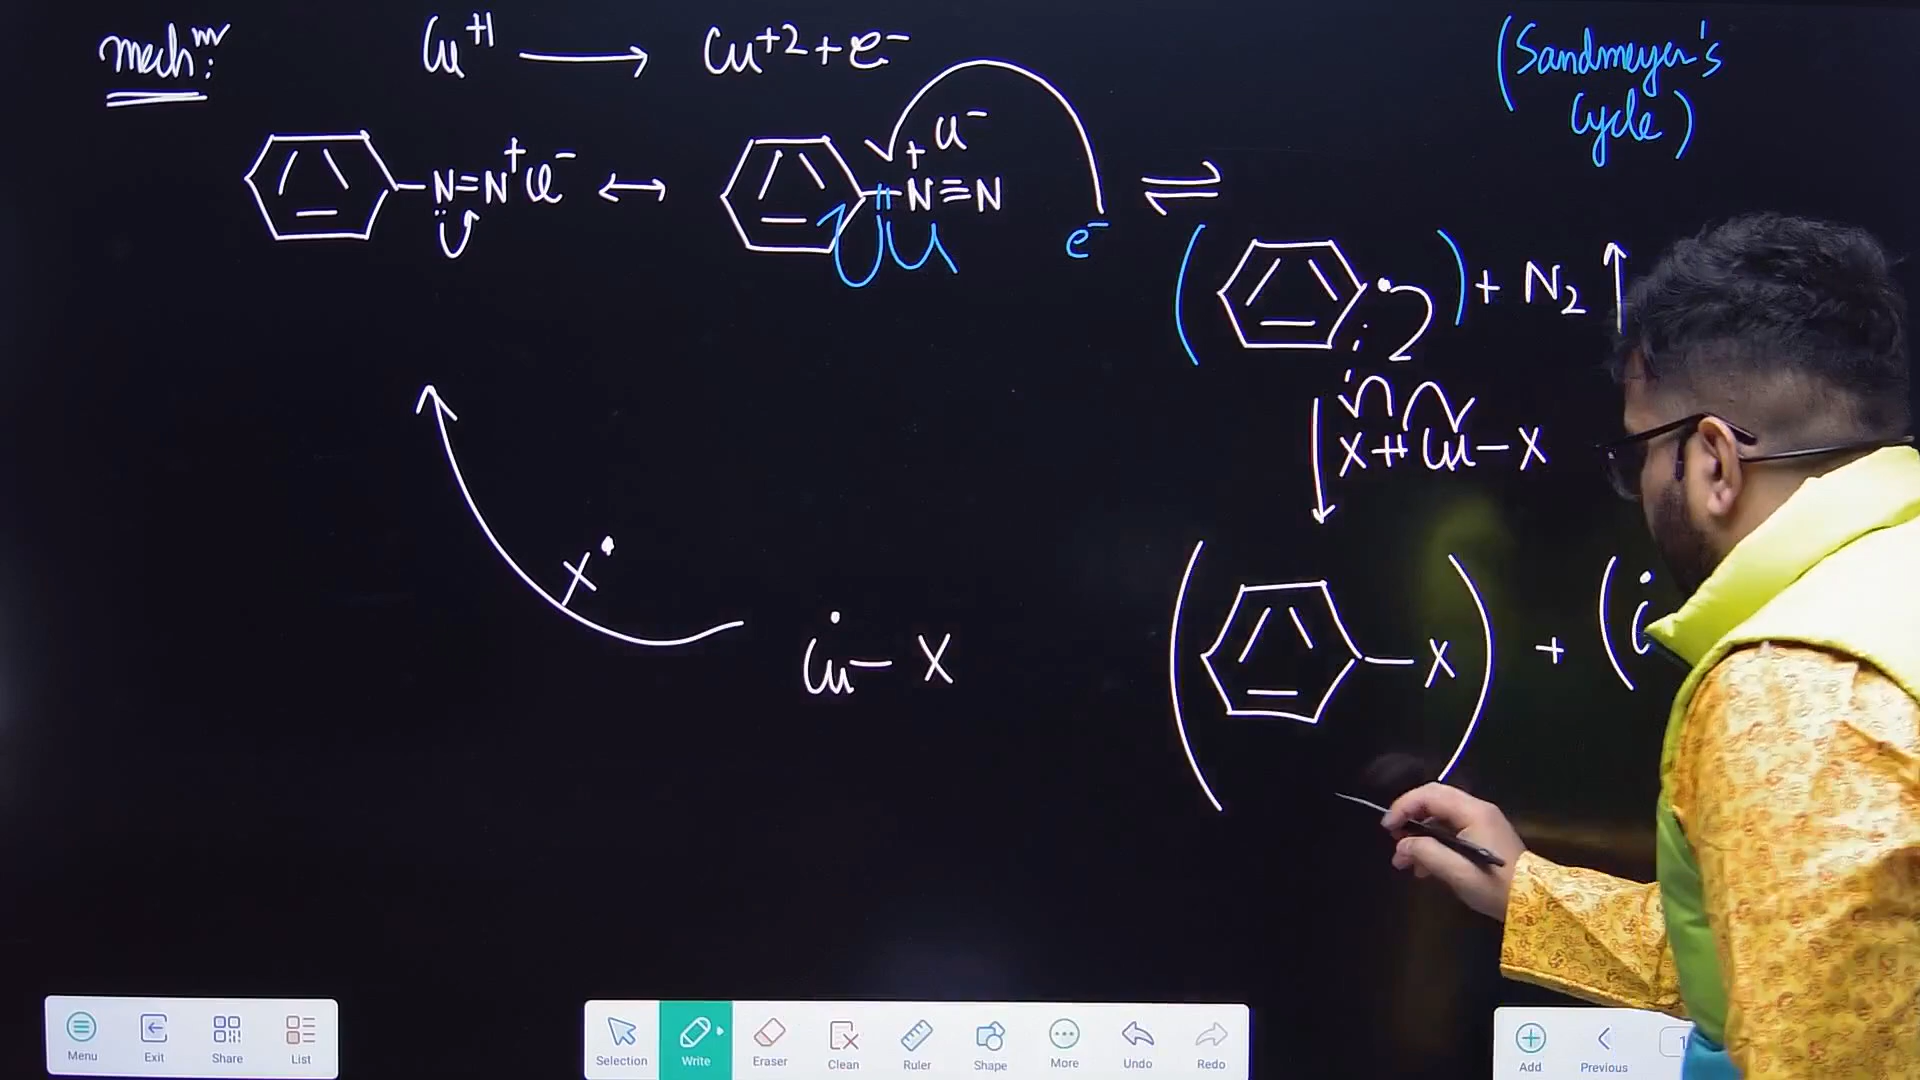 mechᵐ: Cu⁺¹ ⟶ Cu⁺² + e⁻
(Sandmeyer's
Cycle)
N=N⁺ Cl⁻ ↔ ⁺N≡N Cl⁻ e⁻ ⇌
( • ) + N₂ ↑
X Cu–X
X•
Cu–X
( –X ) + (
Menu Exit Share List Selection Write Eraser Clean Ruler Shape More Undo Redo Add Previous